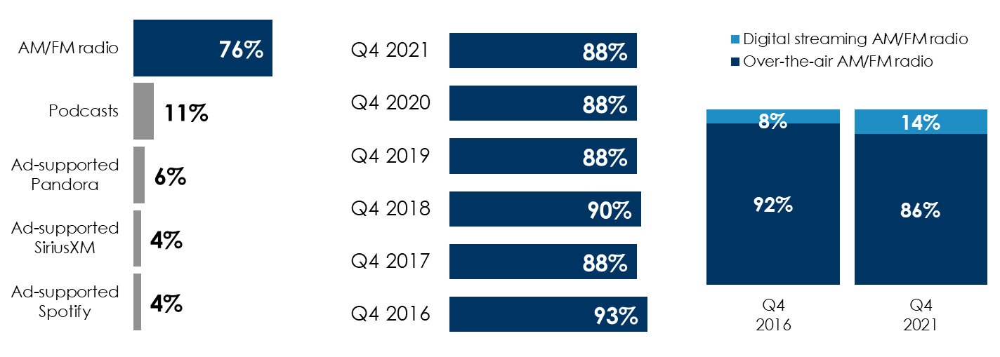 AM/FM radio
76%
Podcasts
11%
Ad-supported
Pandora
6%
Ad-supported
SiriusXM
4%
Ad-supported
Spotify
4%
Q4 2021
88%
Q4 2020
88%
Q4 2019
88%
Q4 2018
90%
Q4 2017
88%
Q4 2016
93%
Digital streaming AM/FM radio
Over-the-air AM/FM radio
8%
92%
14%
86%
Q4
2016
Q4
2021